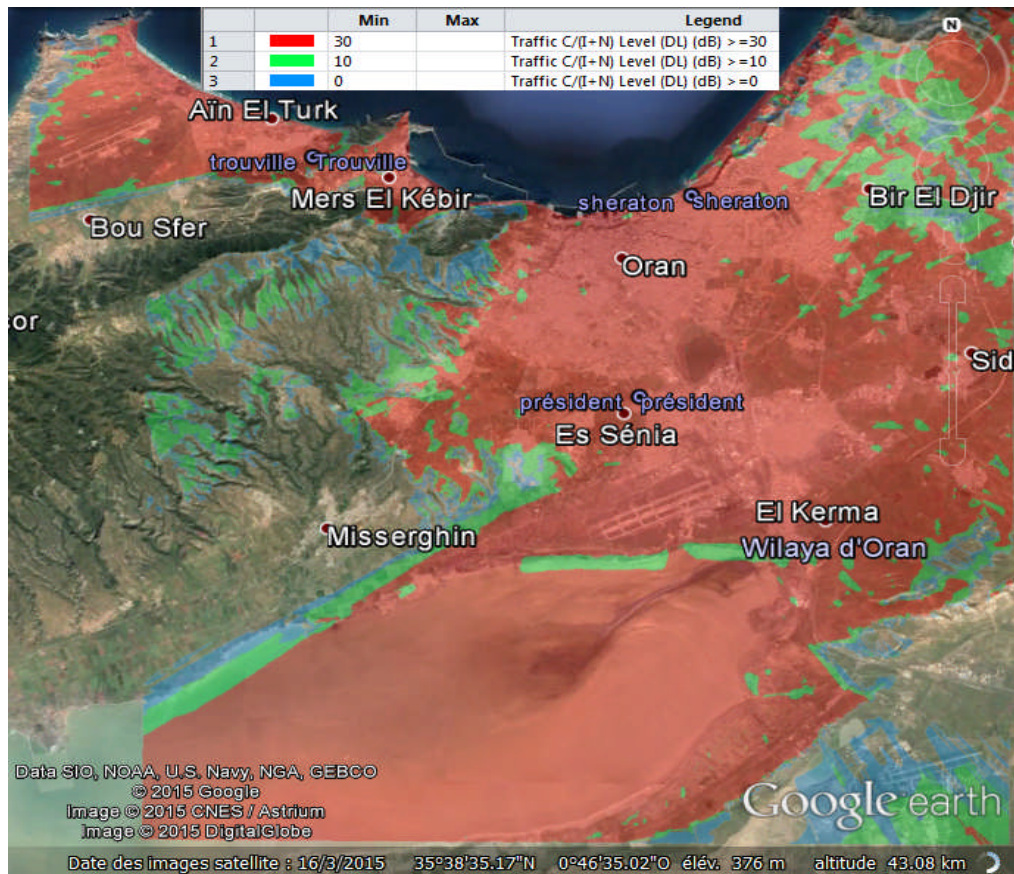 Min Max Legend
1 30 Traffic C/(I+N) Level (DL) (dB) >=30
2 10 Traffic C/(I+N) Level (DL) (dB) >=10
3 0 Traffic C/(I+N) Level (DL) (dB) >=0
N
Aïn El Turk
trouville Trouville
Mers El Kébir
sheraton sheraton
Bir El Djir
Bou Sfer
Oran
cor
Sid
président président
Es Sénia
El Kerma
Misserghin
Wilaya d'Oran
Data SIO, NOAA, U.S. Navy, NGA, GEBCO
© 2015 Google
Image © 2015 CNES / Astrium
Image © 2015 DigitalGlobe
Google earth
Date des images satellite : 16/3/2015 35°38'35.17"N 0°46'35.02"O élév. 376 m altitude 43.08 km